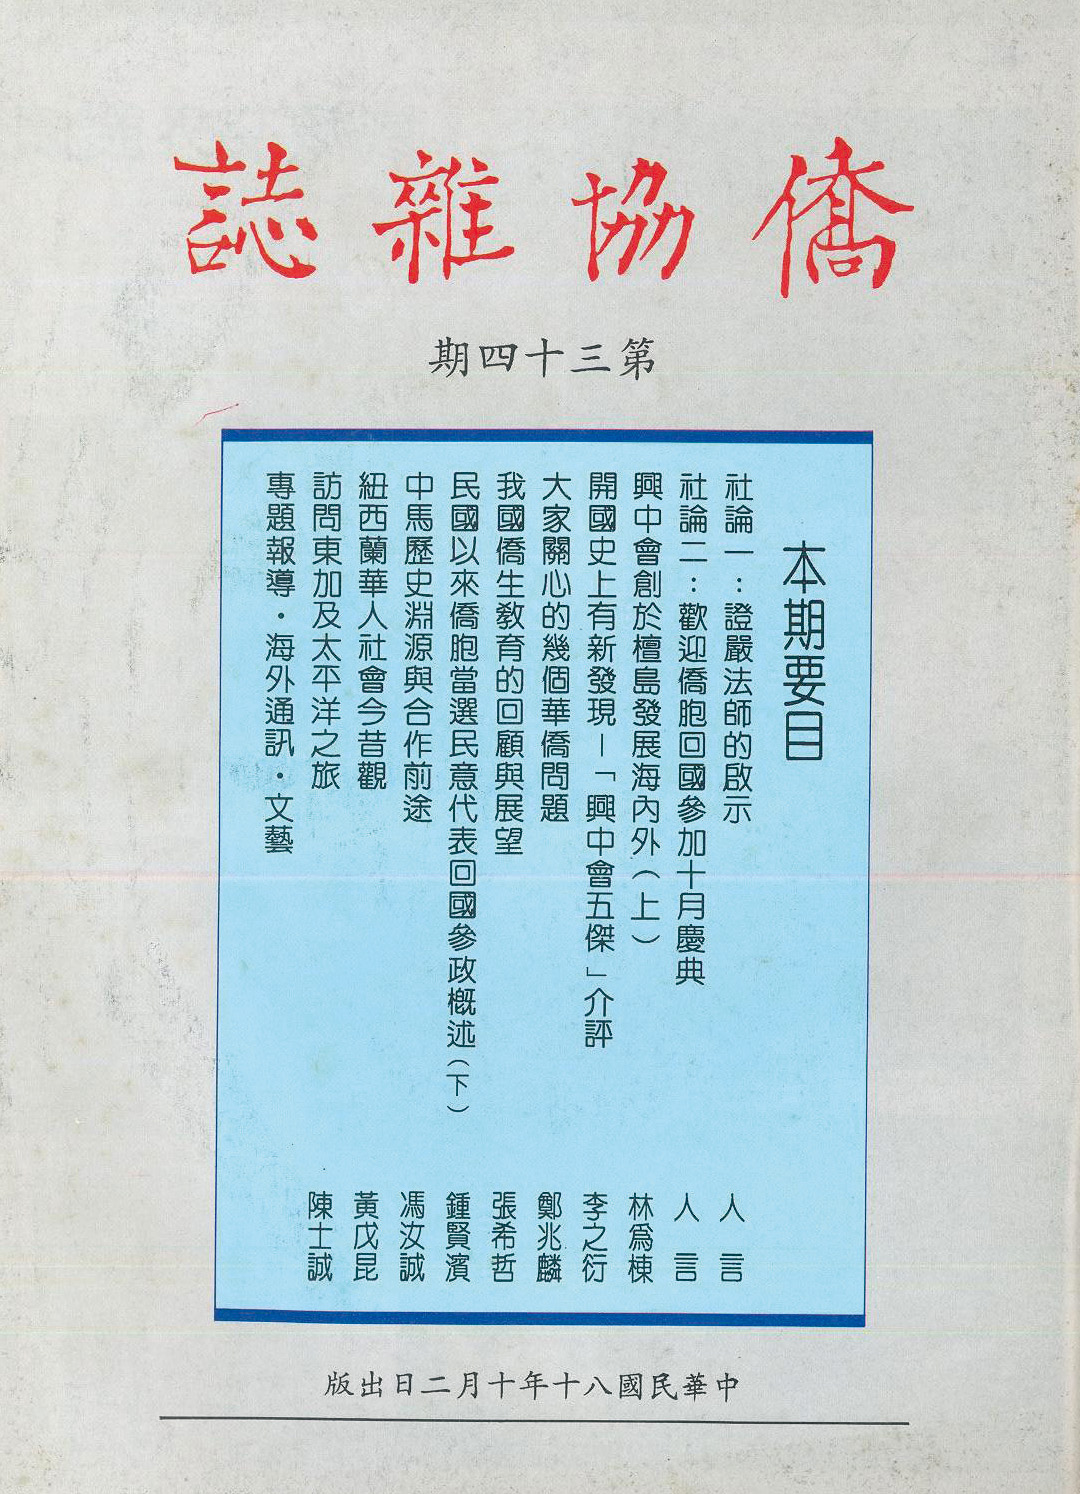 僑協雜誌
第三十四期
本期要目
社論一：證嚴法師的啟示 人言
社論二：歡迎僑胞回國參加十月慶典 人言
興中會創於檀島發展海內外（上） 林為棟
開國史上有新發現－「興中會五傑」介評 李之衍
大家關心的幾個華僑問題 鄭兆麟
我國僑生教育的回顧與展望 張希哲
民國以來僑胞當選民意代表回國參政概述（下） 鍾賢濱
中馬歷史淵源與合作前途 馮汝誠
紐西蘭華人社會今昔觀 黃戊昆
訪問東加及太平洋之旅 陳士誠
專題報導・海外通訊・文藝
中華民國八十年十月二日出版